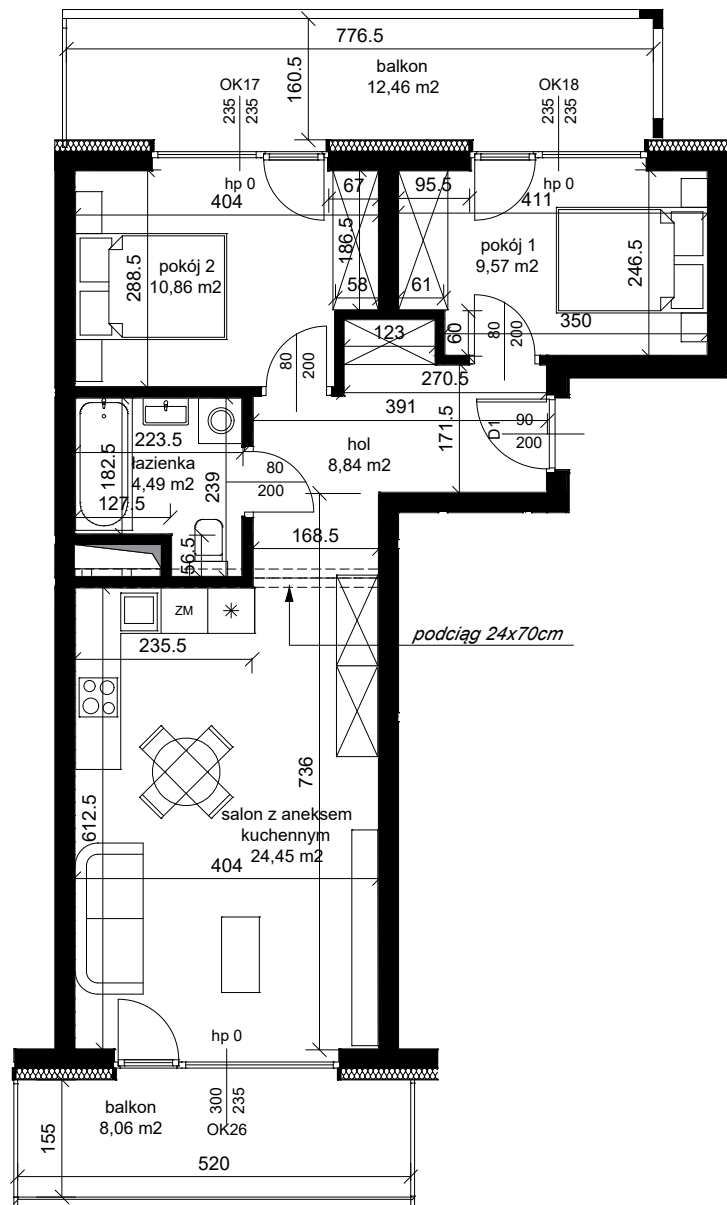 776.5
balkon
12,46 m2
160.5
OK17
235
235
OK18
235
235
hp 0
67
95.5
hp 0
404
411
186.5
pokój 2
10,86 m2
288.5
pokój 1
9,57 m2
246.5
58
61
350
123
60
80
200
80
200
270.5
391
223.5
łazienka
4,49 m2
182.5
127.5
239
80
200
hol
8,84 m2
171.5
D1
90
200
56.5
168.5
ZM
podciąg 24x70cm
235.5
736
612.5
salon z aneksem
kuchennym
24,45 m2
404
hp 0
balkon
8,06 m2
300
235
OK26
155
520